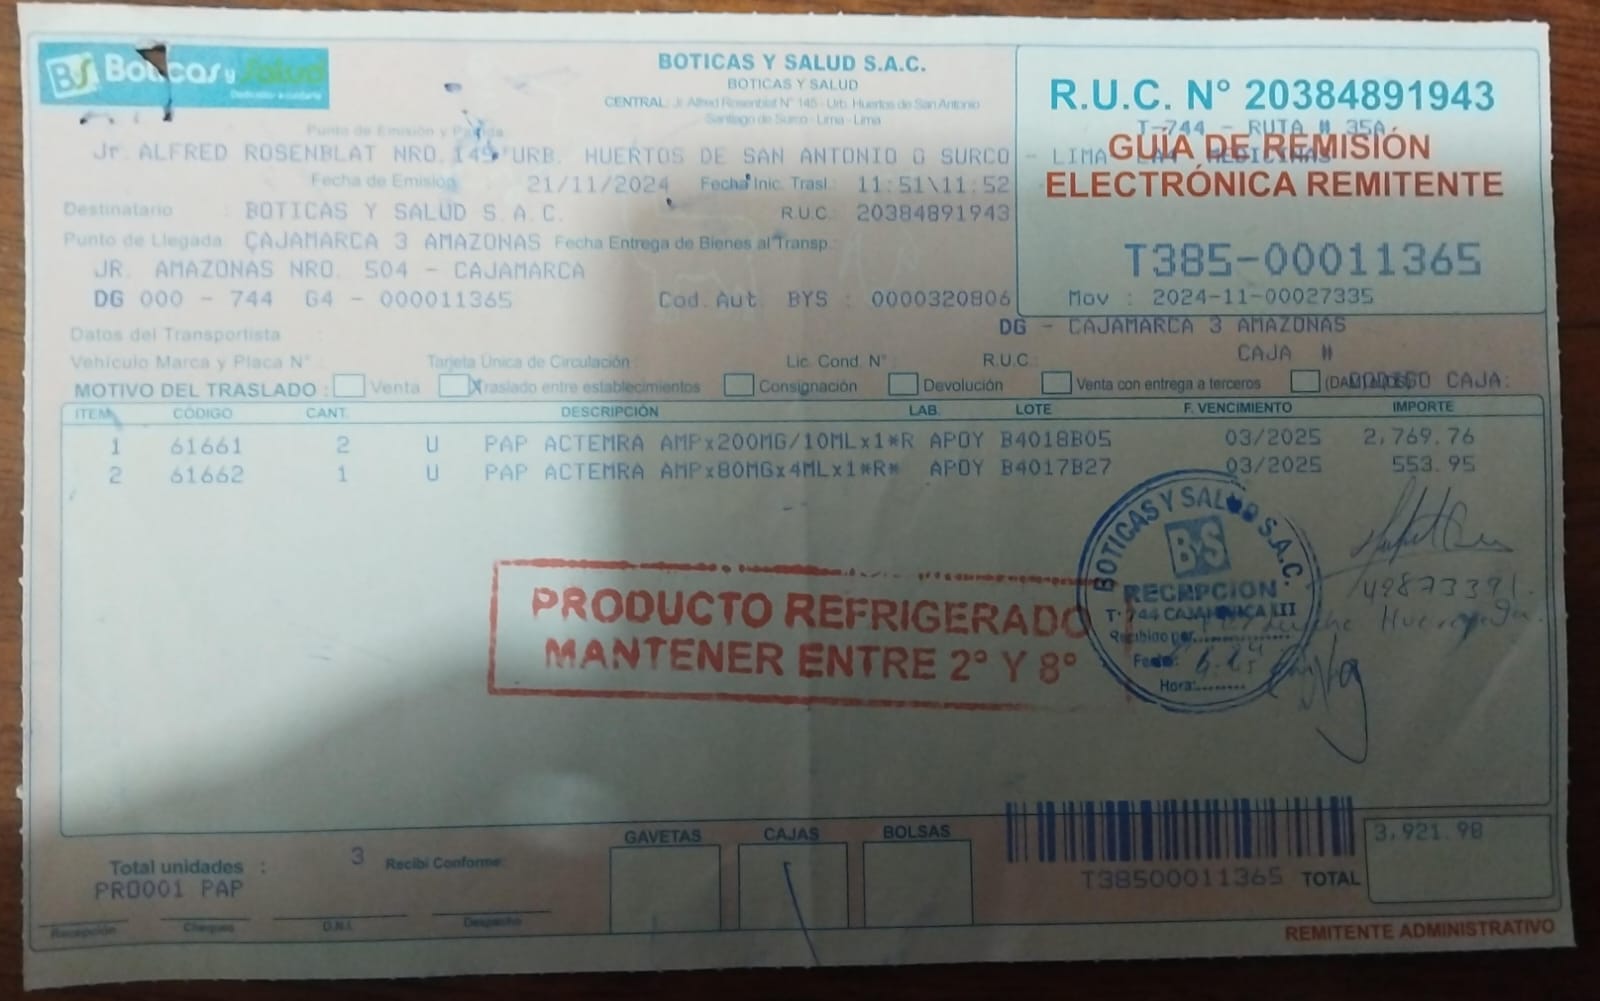 BS Boticas y Salud
BOTICAS Y SALUD S.A.C.
BOTICAS Y SALUD
CENTRAL: Jr. Alfred Rosenblat N° 145 - Urb. Huertos de San Antonio
Santiago de Surco - Lima - Lima
R.U.C. N° 20384891943
T-744 - RUTA # 35A
GUÍA DE REMISIÓN
ELECTRÓNICA REMITENTE
T385-00011365
Mov : 2024-11-00027335
Punto de Emisión y Partida
Jr. ALFRED ROSENBLAT NRO. 145 URB. HUERTOS DE SAN ANTONIO O SURCO - LIMA
Fecha de Emisión 21/11/2024 Fecha Inic. Trasl.: 11:51\11:52
Destinatario : BOTICAS Y SALUD S.A.C. R.U.C.: 20384891943
Punto de Llegada: CAJAMARCA 3 AMAZONAS Fecha Entrega de Bienes al Transp.:
JR. AMAZONAS NRO. 504 - CAJAMARCA
DG 000 - 744 G4 - 000011365 Cod. Aut BYS : 0000320806
DG - CAJAMARCA 3 AMAZONAS
Datos del Transportista :
CAJA #
Vehículo Marca y Placa N° : Tarjeta Única de Circulación : Lic. Cond. N° : R.U.C.:
MOTIVO DEL TRASLADO : Venta X Traslado entre establecimientos Consignación Devolución Venta con entrega a terceros CODIGO CAJA:
ITEM CÓDIGO CANT. DESCRIPCIÓN LAB. LOTE F. VENCIMIENTO IMPORTE
1 61661 2 U PAP ACTEMRA AMPx200MG/10MLx1*R APOY B4018B05 03/2025 2,769.76
2 61662 1 U PAP ACTEMRA AMPx80MGx4MLx1*R* APOY B4017B27 03/2025 553.95
PRODUCTO REFRIGERADO
MANTENER ENTRE 2° Y 8°
BOTICAS Y SALUD S.A.C.
BS
RECEPCION
T-744 CAJAMARCA III
Recibido por:
Fecha:
Hora:
GAVETAS CAJAS BOLSAS
Total unidades : 3 Recibí Conforme:
PRO001 PAP
Recepción Chequeo D.N.I. Despacho
T38500011365 TOTAL 3,921.98
REMITENTE ADMINISTRATIVO